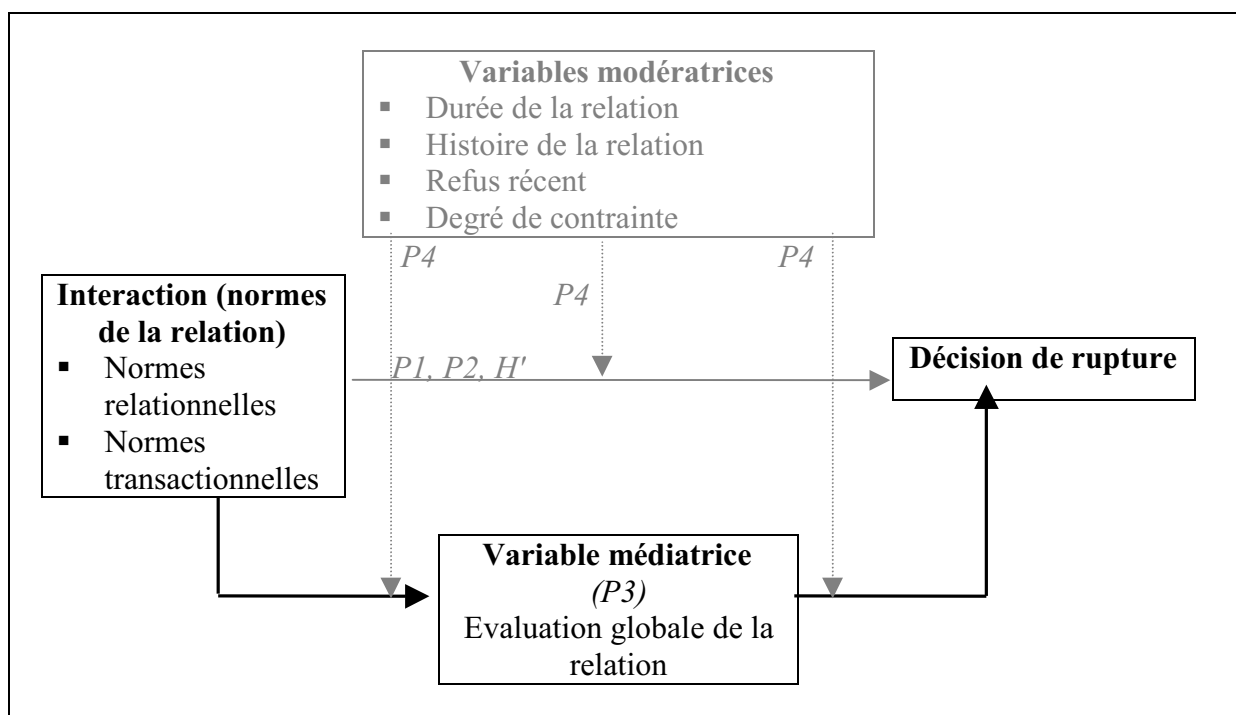 Variables modératrices
▪ Durée de la relation
▪ Histoire de la relation
▪ Refus récent
▪ Degré de contrainte
P4
P4
P4
Interaction (normes
de la relation)
▪ Normes
relationnelles
▪ Normes
transactionnelles
P1, P2, H'
Décision de rupture
Variable médiatrice
(P3)
Evaluation globale de la
relation